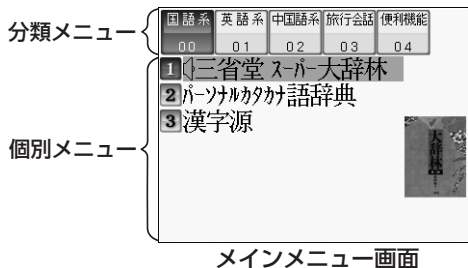 分類メニュー
国語系 英語系 中国語系 旅行会話 便利機能
00 01 02 03 04
1 三省堂 スーパー大辞林
2 パーソナルカタカナ語辞典
3 漢字源
個別メニュー
大辞林
メインメニュー画面